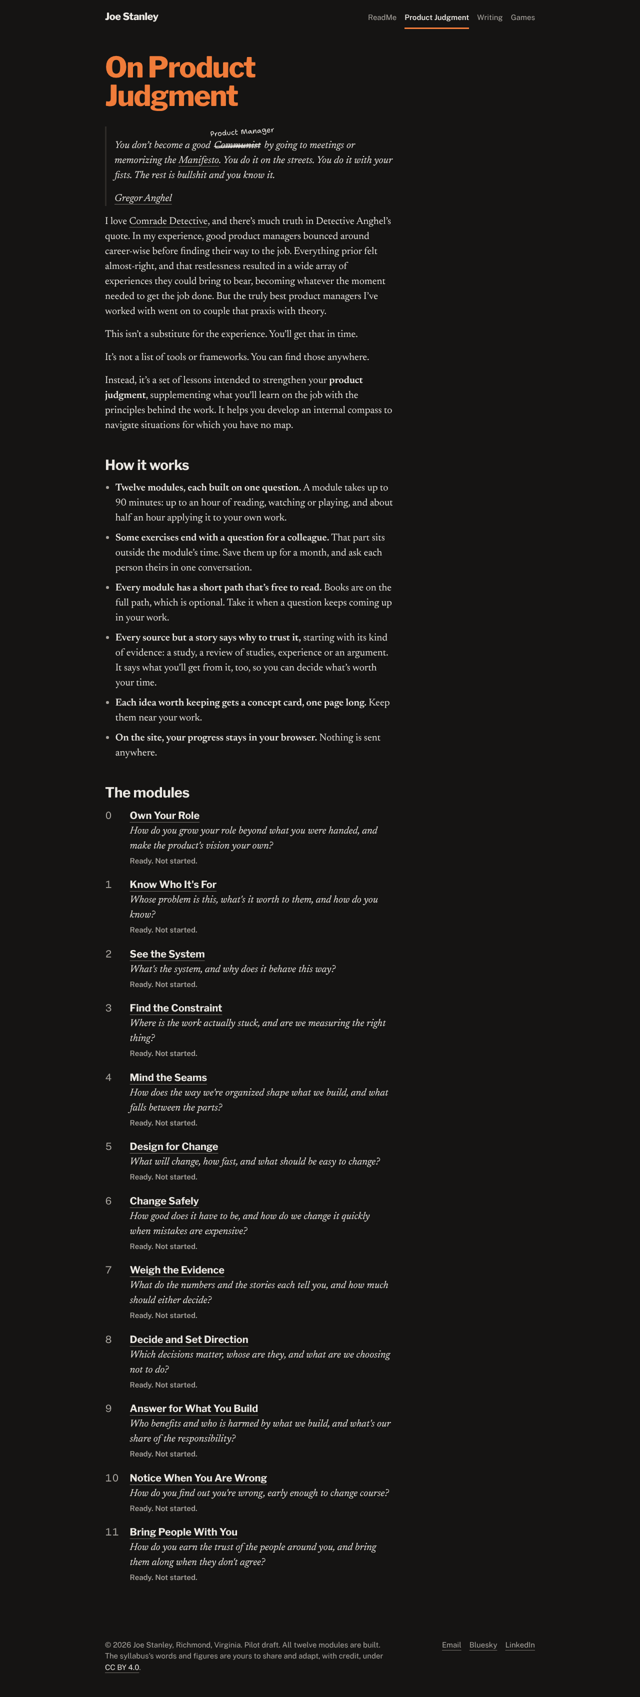 Joe Stanley
ReadMe Product Judgment Writing Games
On Product
Judgment
Product Manager
You don't become a good Communist by going to meetings or
memorizing the Manifesto. You do it on the streets. You do it with your
fists. The rest is bullshit and you know it.
Gregor Anghel
I love Comrade Detective, and there's much truth in Detective Anghel's
quote. In my experience, good product managers bounced around
career-wise before finding their way to the job. Everything prior felt
almost-right, and that restlessness resulted in a wide array of
experiences they could bring to bear, becoming whatever the moment
needed to get the job done. But the truly best product managers I've
worked with went on to couple that praxis with theory.
This isn't a substitute for the experience. You'll get that in time.
It's not a list of tools or frameworks. You can find those anywhere.
Instead, it's a set of lessons intended to strengthen your product
judgment, supplementing what you'll learn on the job with the
principles behind the work. It helps you develop an internal compass to
navigate situations for which you have no map.
How it works
• Twelve modules, each built on one question. A module takes up to
90 minutes: up to an hour of reading, watching or playing, and about
half an hour applying it to your own work.
• Some exercises end with a question for a colleague. That part sits
outside the module's time. Save them up for a month, and ask each
person theirs in one conversation.
• Every module has a short path that's free to read. Books are on the
full path, which is optional. Take it when a question keeps coming up
in your work.
• Every source but a story says why to trust it, starting with its kind
of evidence: a study, a review of studies, experience or an argument.
It says what you'll get from it, too, so you can decide what's worth
your time.
• Each idea worth keeping gets a concept card, one page long. Keep
them near your work.
• On the site, your progress stays in your browser. Nothing is sent
anywhere.
The modules
0 Own Your Role
How do you grow your role beyond what you were handed, and
make the product's vision your own?
Ready. Not started.
1 Know Who It's For
Whose problem is this, what's it worth to them, and how do you
know?
Ready. Not started.
2 See the System
What's the system, and why does it behave this way?
Ready. Not started.
3 Find the Constraint
Where is the work actually stuck, and are we measuring the right
thing?
Ready. Not started.
4 Mind the Seams
How does the way we're organized shape what we build, and what
falls between the parts?
Ready. Not started.
5 Design for Change
What will change, how fast, and what should be easy to change?
Ready. Not started.
6 Change Safely
How good does it have to be, and how do we change it quickly
when mistakes are expensive?
Ready. Not started.
7 Weigh the Evidence
What do the numbers and the stories each tell you, and how much
should either decide?
Ready. Not started.
8 Decide and Set Direction
Which decisions matter, whose are they, and what are we choosing
not to do?
Ready. Not started.
9 Answer for What You Build
Who benefits and who is harmed by what we build, and what's our
share of the responsibility?
Ready. Not started.
10 Notice When You Are Wrong
How do you find out you're wrong, early enough to change course?
Ready. Not started.
11 Bring People With You
How do you earn the trust of the people around you, and bring
them along when they don't agree?
Ready. Not started.
© 2026 Joe Stanley, Richmond, Virginia. Pilot draft. All twelve modules are built.
The syllabus's words and figures are yours to share and adapt, with credit, under
CC BY 4.0.
Email Bluesky LinkedIn